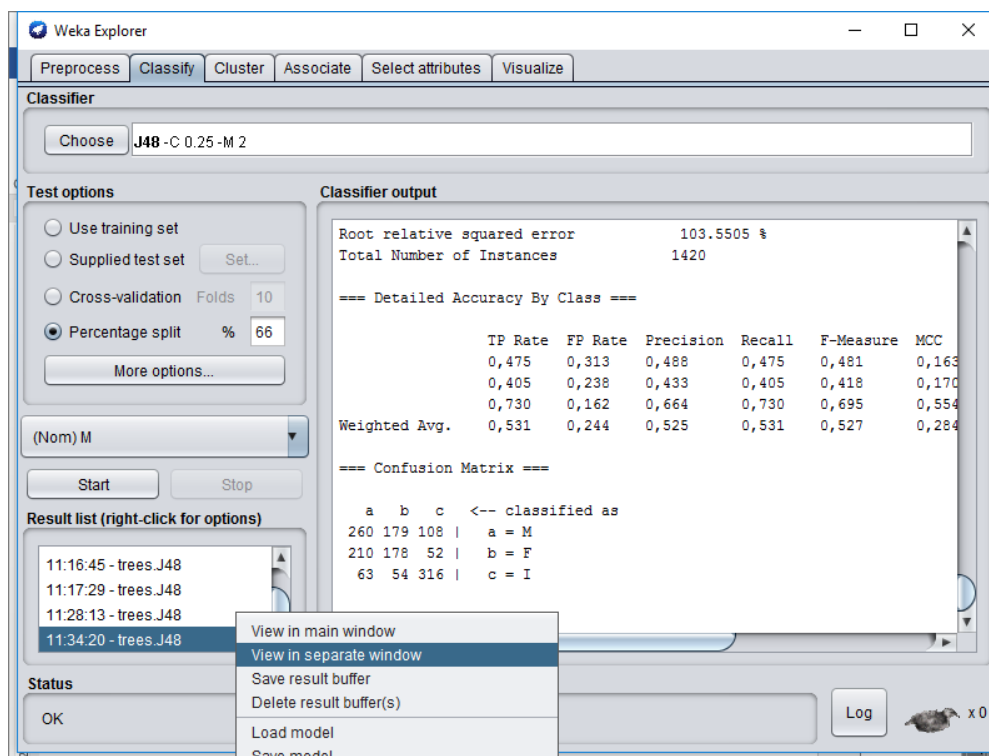 Weka Explorer
Preprocess Classify Cluster Associate Select attributes Visualize
Classifier
Choose J48 -C 0.25 -M 2
Test options
Use training set
Supplied test set Set...
Cross-validation Folds 10
Percentage split % 66
More options...
(Nom) M
Start Stop
Result list (right-click for options)
11:16:45 - trees.J48
11:17:29 - trees.J48
11:28:13 - trees.J48
11:34:20 - trees.J48
Classifier output
Root relative squared error 103.5505 %
Total Number of Instances 1420
=== Detailed Accuracy By Class ===
TP Rate FP Rate Precision Recall F-Measure MCC
0,475 0,313 0,488 0,475 0,481 0,163
0,405 0,238 0,433 0,405 0,418 0,170
0,730 0,162 0,664 0,730 0,695 0,554
Weighted Avg. 0,531 0,244 0,525 0,531 0,527 0,284
=== Confusion Matrix ===
a b c <-- classified as
260 179 108 | a = M
210 178 52 | b = F
63 54 316 | c = I
View in main window
View in separate window
Save result buffer
Delete result buffer(s)
Load model
Save model
Status
OK
Log x 0